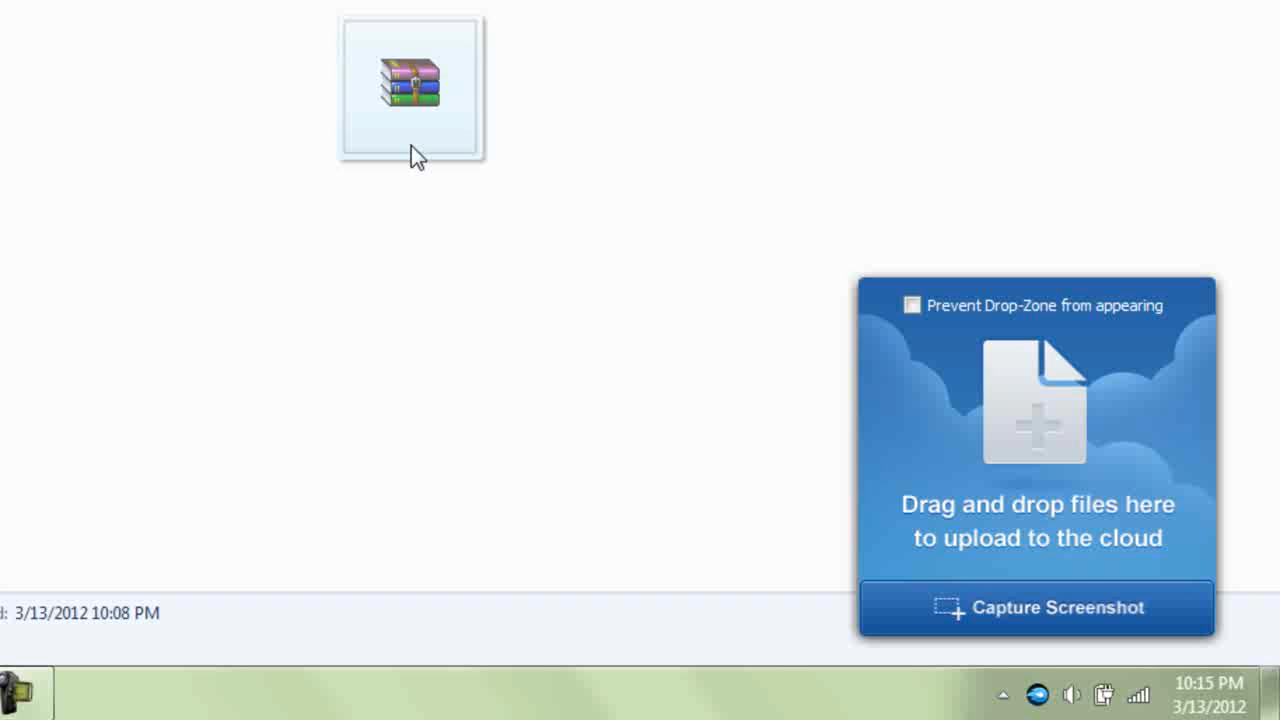 Prevent Drop-Zone from appearing
Drag and drop files here
to upload to the cloud
Capture Screenshot
d: 3/13/2012 10:08 PM
10:15 PM
3/13/2012